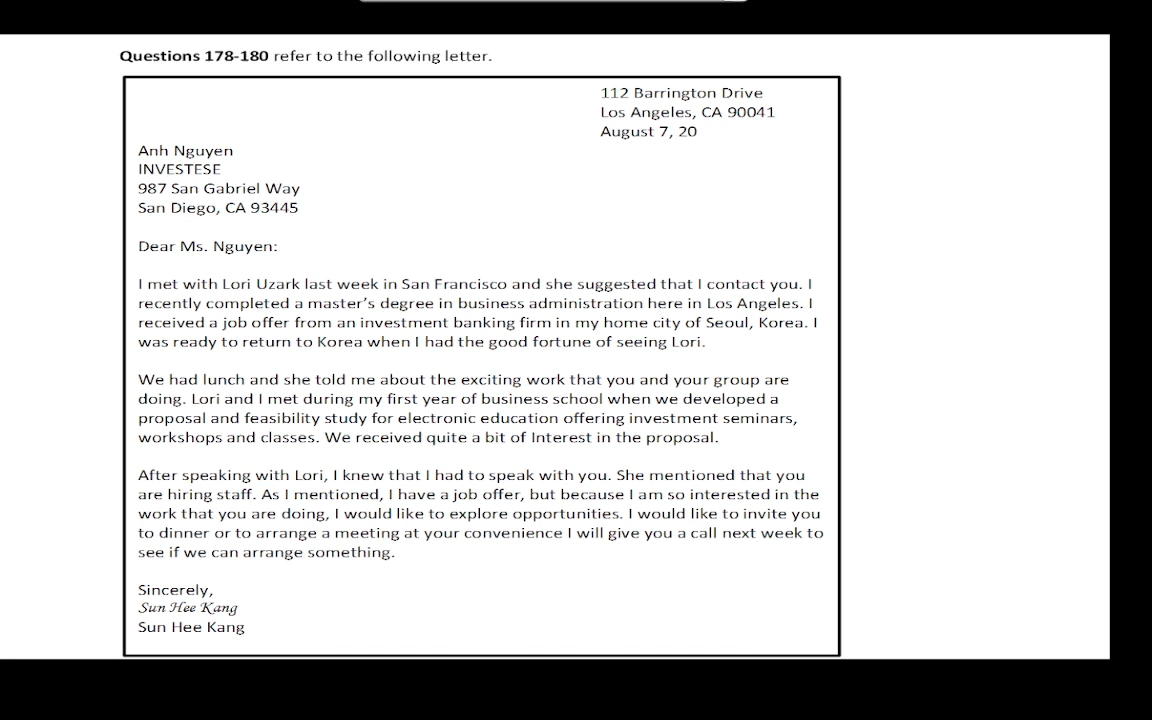 Questions 178-180 refer to the following letter.
112 Barrington Drive
Los Angeles, CA 90041
August 7, 20
Anh Nguyen
INVESTESE
987 San Gabriel Way
San Diego, CA 93445
Dear Ms. Nguyen:
I met with Lori Uzark last week in San Francisco and she suggested that I contact you. I
recently completed a master's degree in business administration here in Los Angeles. I
received a job offer from an investment banking firm in my home city of Seoul, Korea. I
was ready to return to Korea when I had the good fortune of seeing Lori.
We had lunch and she told me about the exciting work that you and your group are
doing. Lori and I met during my first year of business school when we developed a
proposal and feasibility study for electronic education offering investment seminars,
workshops and classes. We received quite a bit of Interest in the proposal.
After speaking with Lori, I knew that I had to speak with you. She mentioned that you
are hiring staff. As I mentioned, I have a job offer, but because I am so interested in the
work that you are doing, I would like to explore opportunities. I would like to invite you
to dinner or to arrange a meeting at your convenience I will give you a call next week to
see if we can arrange something.
Sincerely,
Sun Hee Kang
Sun Hee Kang